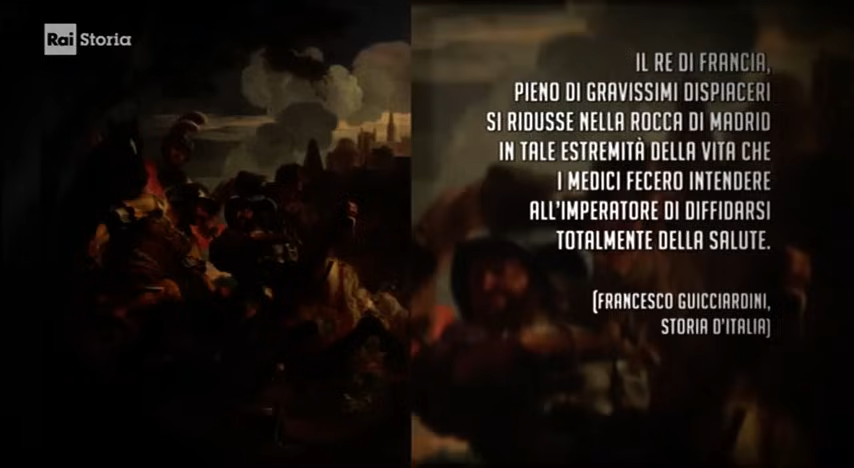 Rai Storia
IL RE DI FRANCIA,
PIENO DI GRAVISSIMI DISPIACERI
SI RIDUSSE NELLA ROCCA DI MADRID
IN TALE ESTREMITÀ DELLA VITA CHE
I MEDICI FECERO INTENDERE
ALL'IMPERATORE DI DIFFIDARSI
TOTALMENTE DELLA SALUTE.
(FRANCESCO GUICCIARDINI,
STORIA D'ITALIA)